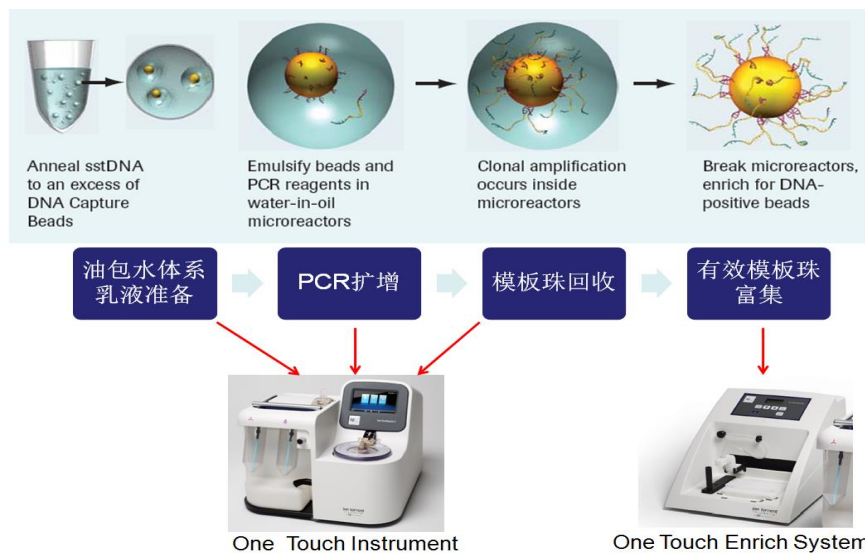 Anneal sstDNA
to an excess of
DNA Capture
Beads
Emulsify beads and
PCR reagents in
water-in-oil
microreactors
Clonal amplification
occurs inside
microreactors
Break microreactors,
enrich for DNA-
positive beads
油包水体系
乳液准备
PCR扩增
模板珠回收
有效模板珠
富集
One Touch Instrument
One Touch Enrich System